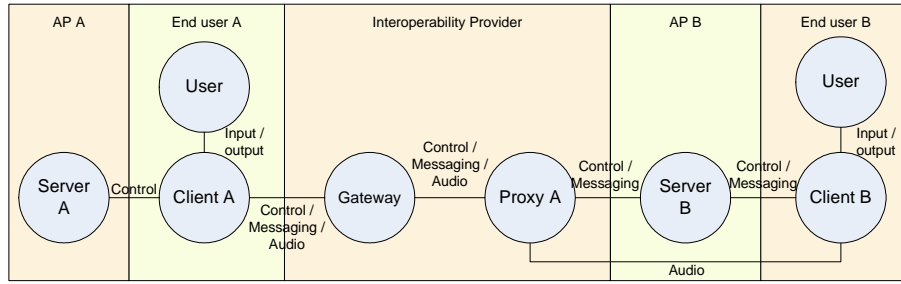 AP A
End user A
Interoperability Provider
AP B
End user B
User
User
Input /
output
Input /
output
Control /
Messaging /
Audio
Server
A
Control
Client A
Control /
Messaging /
Audio
Gateway
Proxy A
Control /
Messaging
Server
B
Control /
Messaging
Client B
Audio